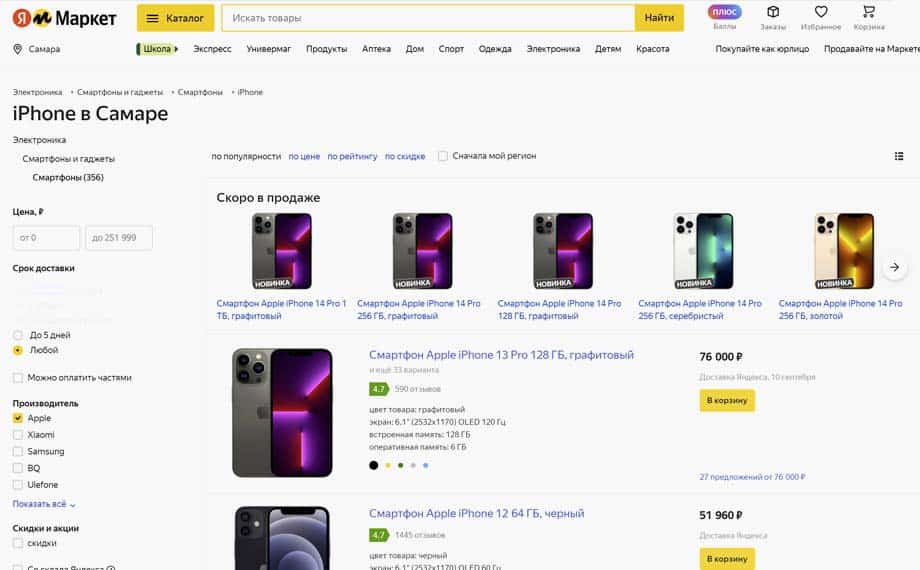 Я М Маркет
Каталог
Искать товары
Найти
плюс
Баллы
Заказы
Избранное
Корзина
Самара
Школа
Экспресс
Универмаг
Продукты
Аптека
Дом
Спорт
Одежда
Электроника
Детям
Красота
Покупайте как юрлицо
Продавайте на Маркете
Электроника • Смартфоны и гаджеты • Смартфоны • iPhone
iPhone в Самаре
Электроника
Смартфоны и гаджеты
Смартфоны (356)
Цена, ₽
от 0
до 251 999
Срок доставки
До 5 дней
Любой
Можно оплатить частями
Производитель
Apple
Xiaomi
Samsung
BQ
Ulefone
Показать всё
Скидки и акции
скидки
Со склада Яндекса
по популярности по цене по рейтингу по скидке Сначала мой регион
Скоро в продаже
НОВИНКА
Смартфон Apple iPhone 14 Pro 1
ТБ, графитовый
НОВИНКА
Смартфон Apple iPhone 14 Pro
256 ГБ, графитовый
НОВИНКА
Смартфон Apple iPhone 14 Pro
128 ГБ, графитовый
НОВИНКА
Смартфон Apple iPhone 14 Pro
256 ГБ, серебристый
НОВИНКА
Смартфон Apple iPhone 14 Pro
256 ГБ, золотой
Смартфон Apple iPhone 13 Pro 128 ГБ, графитовый
и ещё 33 варианта
4.7 590 отзывов
цвет товара: графитовый
экран: 6.1" (2532x1170) OLED 120 Гц
встроенная память: 128 ГБ
оперативная память: 6 ГБ
76 000 ₽
Доставка Яндекса, 10 сентября
В корзину
27 предложений от 76 000 ₽
Смартфон Apple iPhone 12 64 ГБ, черный
4.7 1445 отзывов
цвет товара: черный
экран: 6.1" (2532x1170) OLED 60 Гц
51 960 ₽
Доставка Яндекса
В корзину